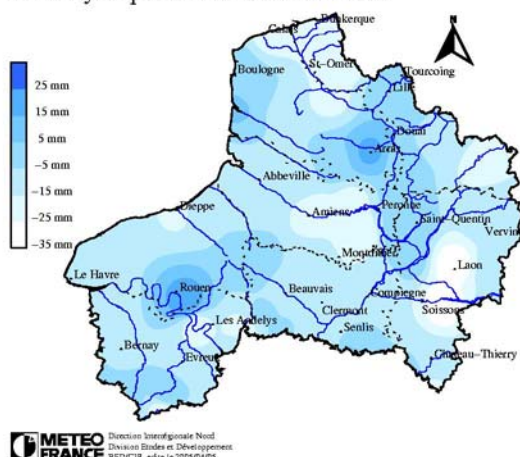 N
25 mm
15 mm
5 mm
−5 mm
−15 mm
−25 mm
−35 mm
Calais
Dunkerque
Boulogne
St−Omer
Tourcoing
Lille
Douai
Arras
Abbeville
Dieppe
Amiens
Peronne
Saint−Quentin
Vervin
Montdidier
Laon
Le Havre
Rouen
Beauvais
Compiegne
Clermont
Soissons
Les Andelys
Senlis
Bernay
Evreux
Chateau−Thierry
METEO
FRANCE
Direction Interrégionale Nord
Division Etudes et Développement